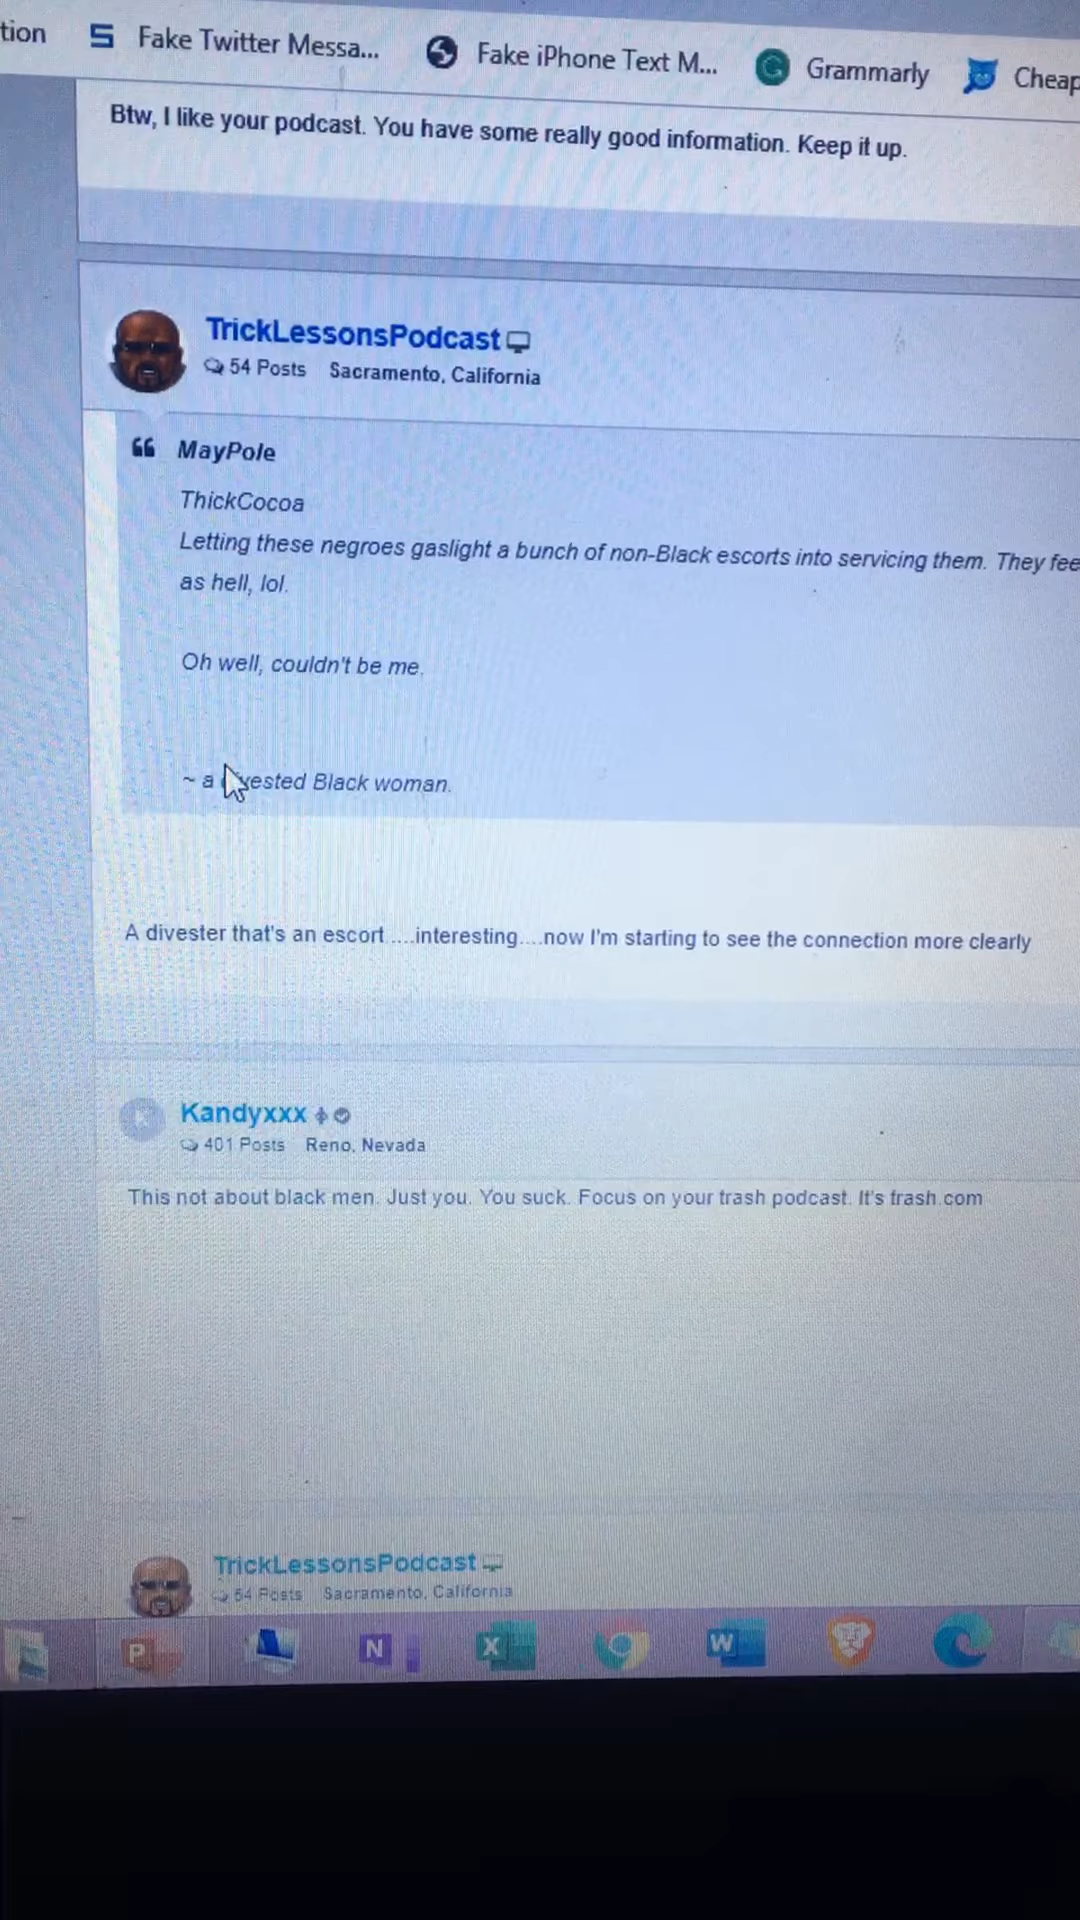 tion Fake Twitter Messa... Fake iPhone Text M... Grammarly Cheap
Btw, I like your podcast. You have some really good information. Keep it up.
TrickLessonsPodcast
54 Posts Sacramento, California
MayPole
ThickCocoa
Letting these negroes gaslight a bunch of non-Black escorts into servicing them. They fee
as hell, lol.
Oh well, couldn't be me.
~ a vested Black woman.
A divester that's an escort ....interesting....now I'm starting to see the connection more clearly
Kandyxxx
401 Posts Reno, Nevada
This not about black men. Just you. You suck. Focus on your trash podcast. It's trash.com
TrickLessonsPodcast
54 Posts Sacramento, California
P N X W